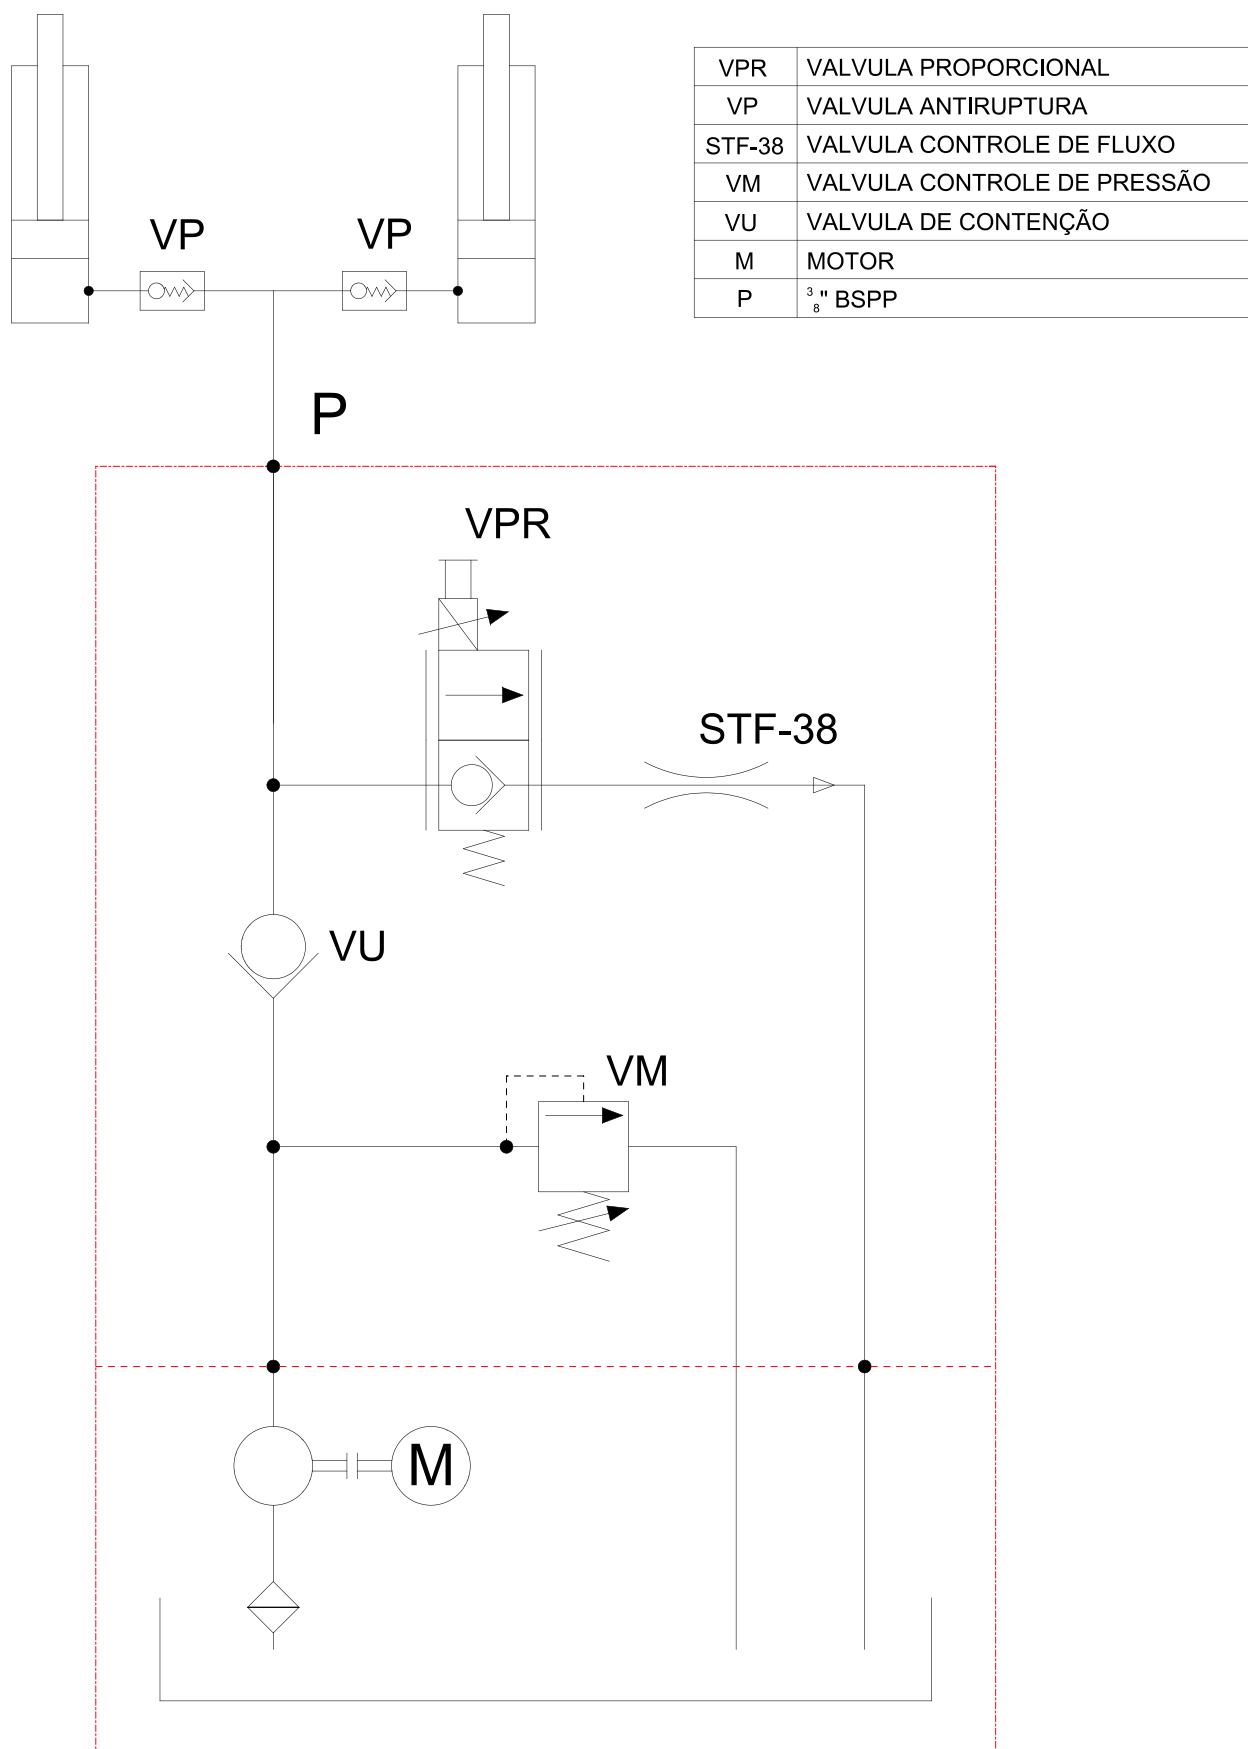 VPR VALVULA PROPORCIONAL
VP VALVULA ANTIRUPTURA
STF-38 VALVULA CONTROLE DE FLUXO
VM VALVULA CONTROLE DE PRESSÃO
VU VALVULA DE CONTENÇÃO
M MOTOR
P 3/8" BSPP
VP VP
P
VPR
STF-38
VU
VM
M